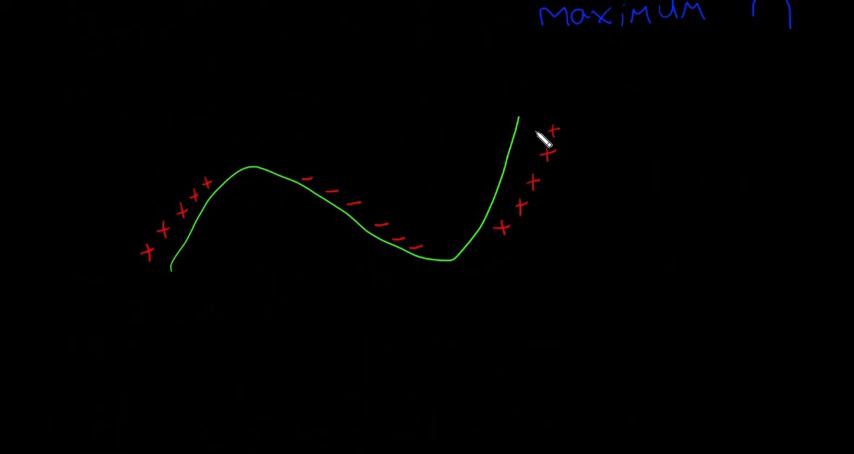 maximum
+ + + + +
- - - - - -
+ + + + +